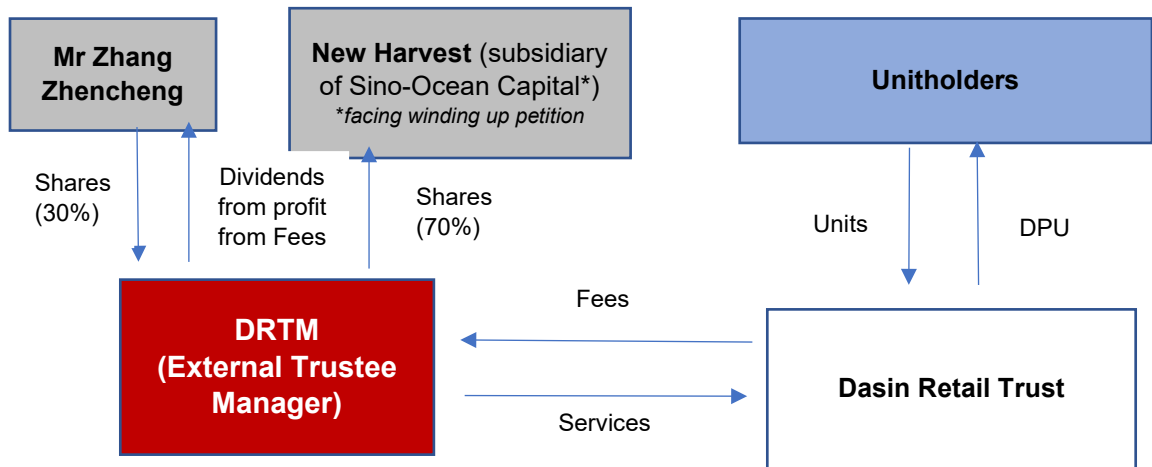 Mr Zhang
Zhencheng
New Harvest (subsidiary
of Sino-Ocean Capital*)
*facing winding up petition
Unitholders
Shares
(30%)
Dividends
from profit
from Fees
Shares
(70%)
Units
DPU
DRTM
(External Trustee
Manager)
Fees
Services
Dasin Retail Trust